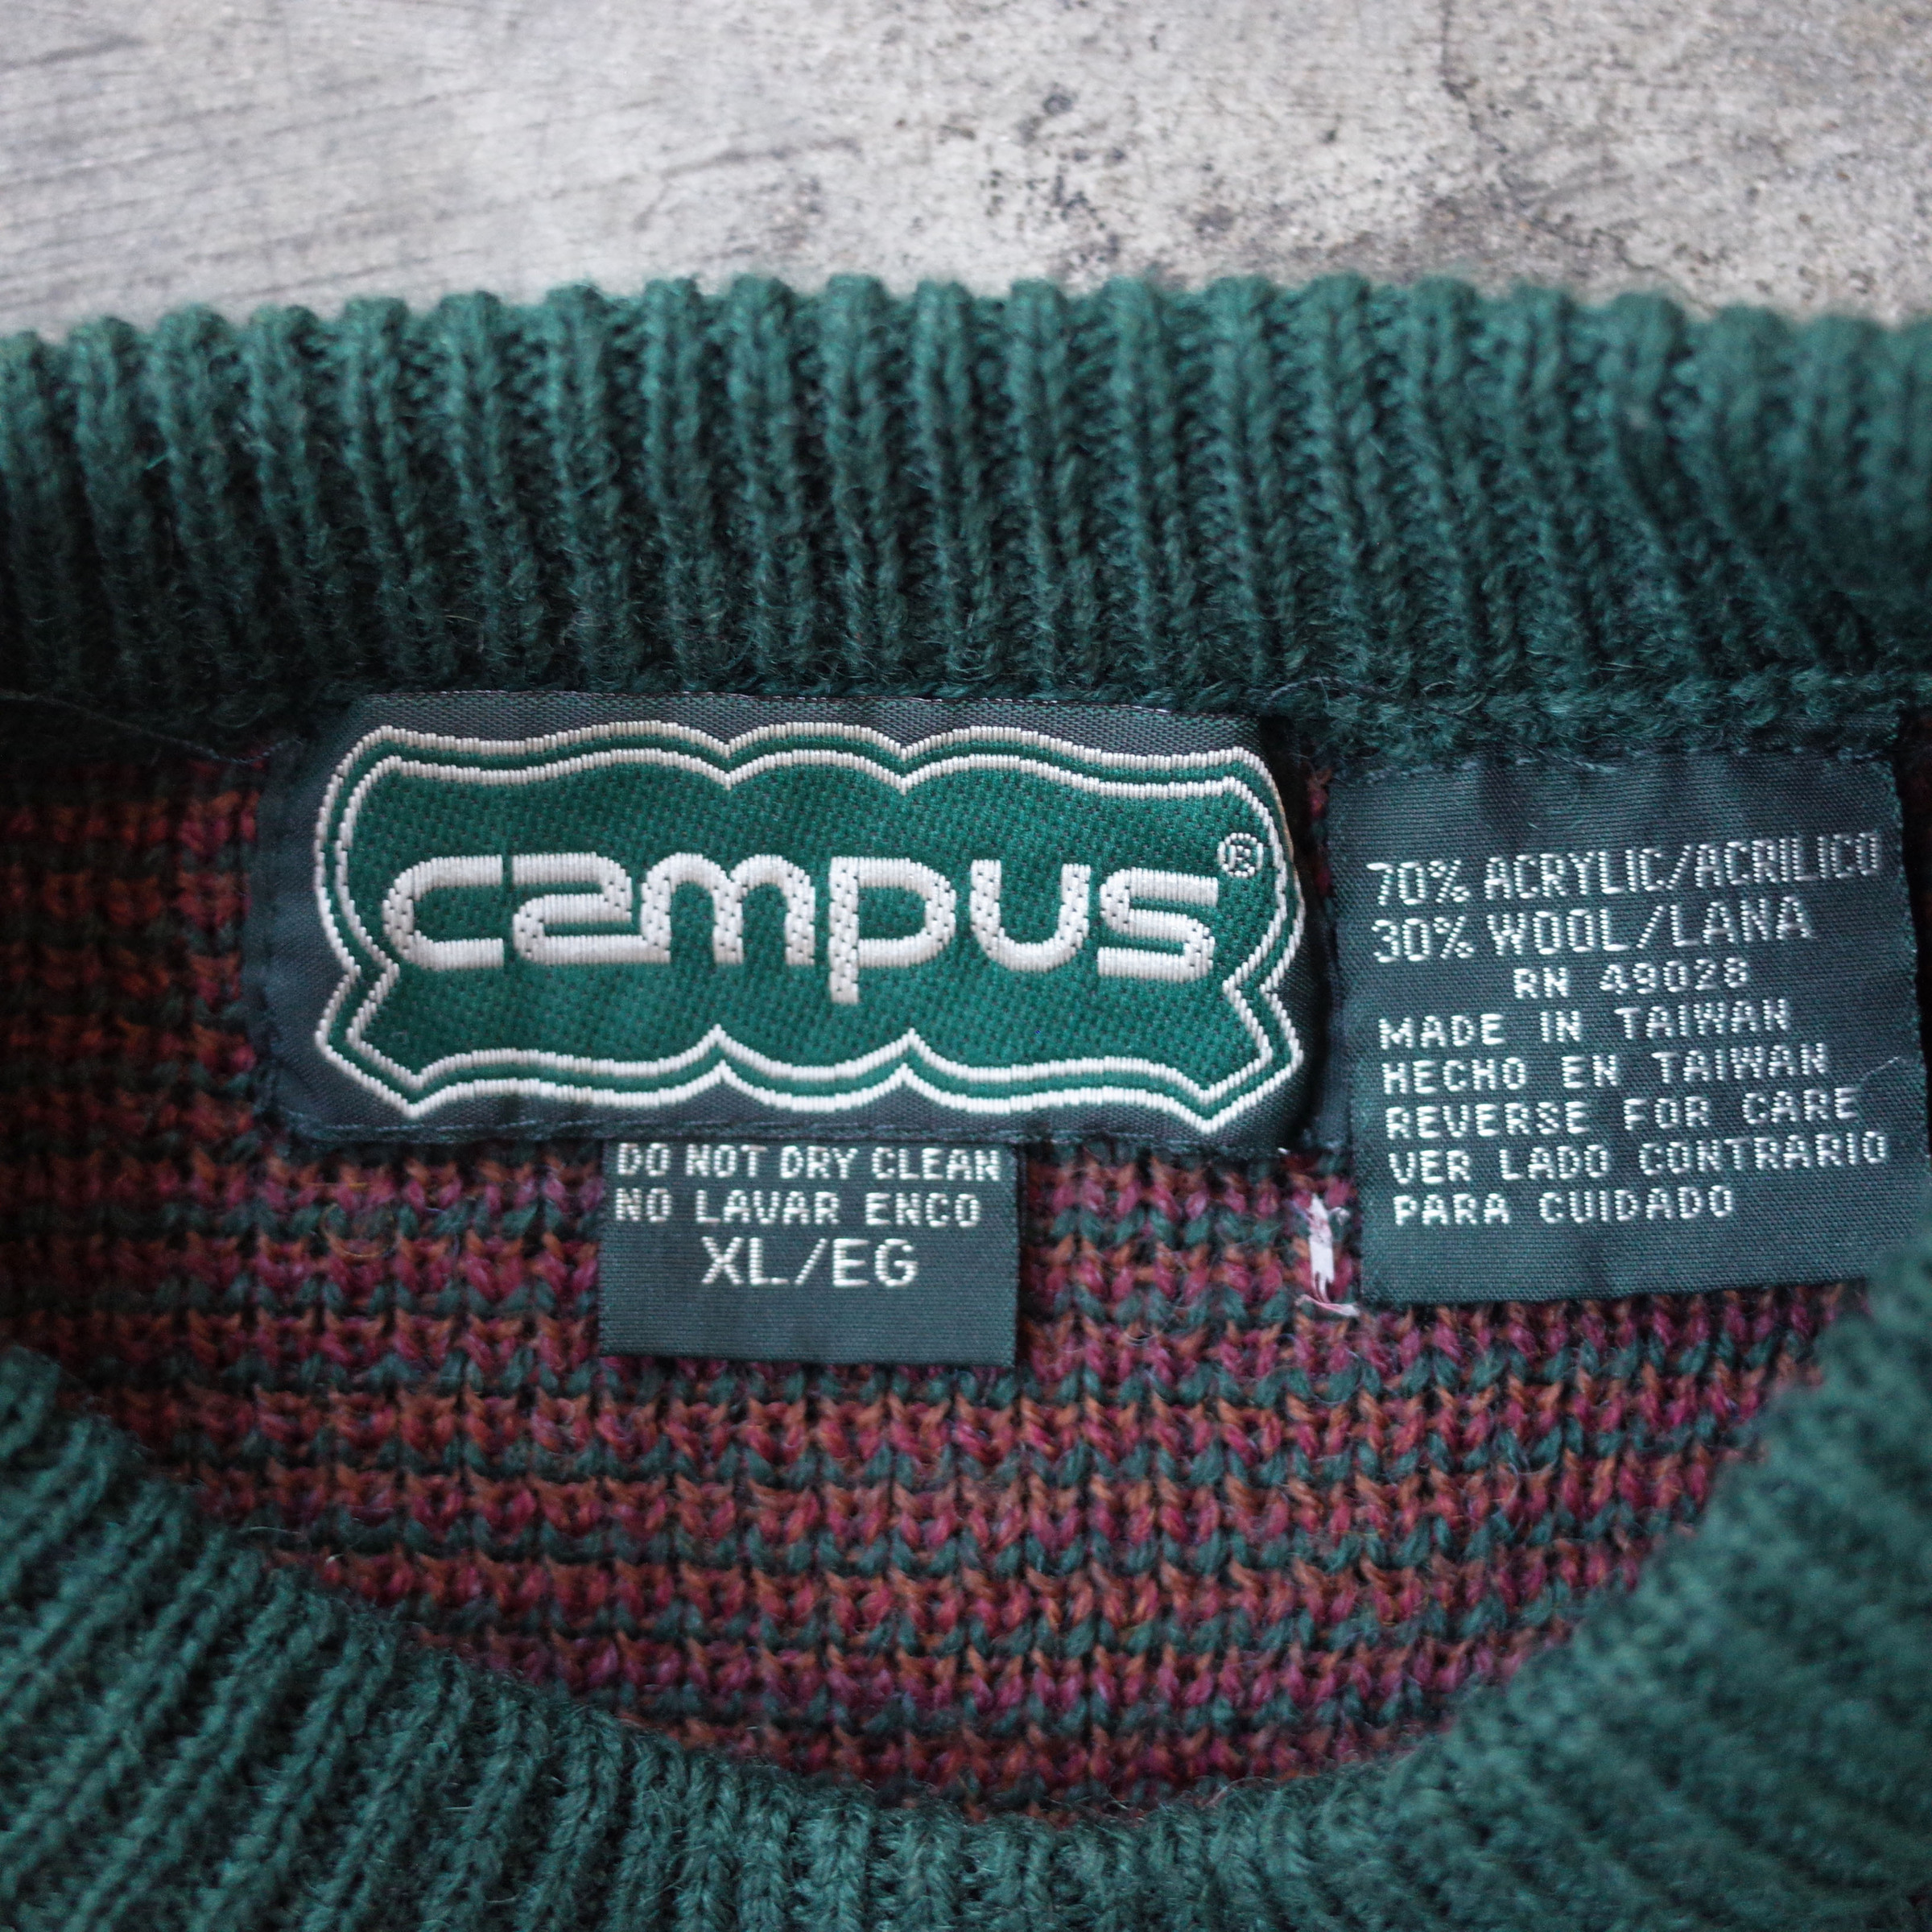 campus®
DO NOT DRY CLEAN
NO LAVAR ENCO
XL/EG
70% ACRYLIC/ACRILICO
30% WOOL/LANA
RN 49028
MADE IN TAIWAN
HECHO EN TAIWAN
REVERSE FOR CARE
VER LADO CONTRARIO
PARA CUIDADO